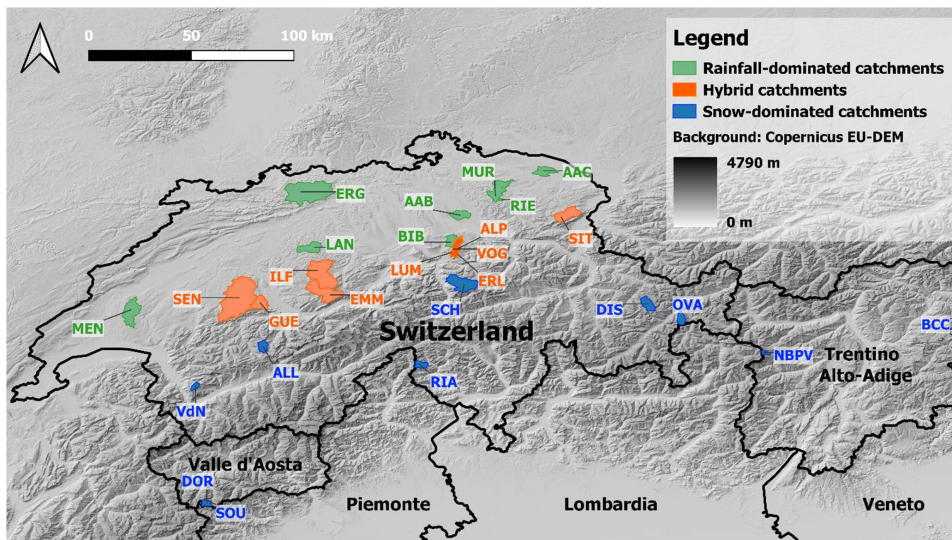 0 50 100 km
Legend
Rainfall-dominated catchments
Hybrid catchments
Snow-dominated catchments
Background: Copernicus EU-DEM
4790 m
0 m
MUR
AAC
ERG
AAB
RIE
ALP
SIT
BIB
LAN
VOG
LUM
ILF
ERL
SEN
EMM
SCH
DIS
OVA
GUE
MEN
Switzerland
BCC
NBPV
Trentino
Alto-Adige
ALL
RIA
VdN
Valle d'Aosta
DOR
SOU
Piemonte
Lombardia
Veneto